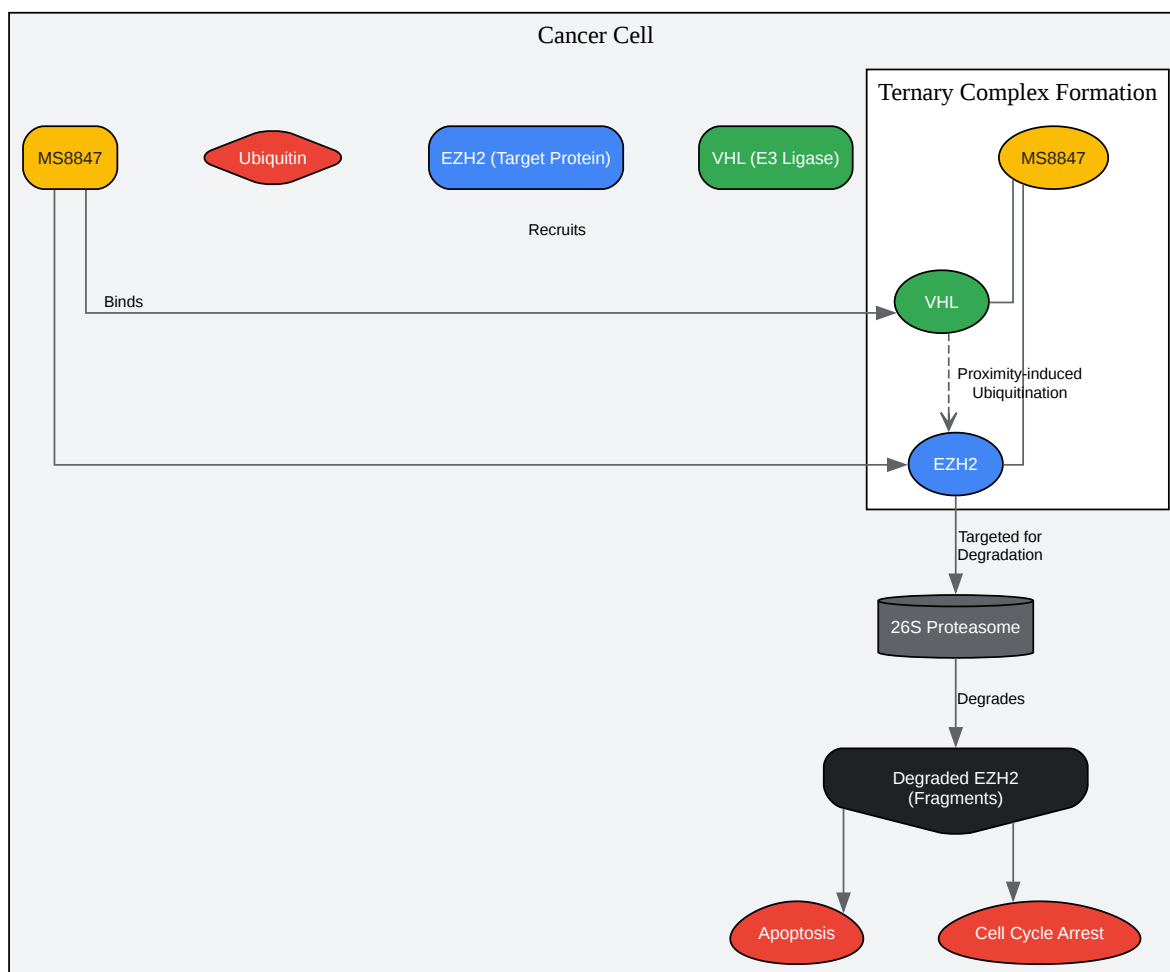 Cancer Cell
Ternary Complex Formation
MS8847
Ubiquitin
EZH2 (Target Protein)
VHL (E3 Ligase)
MS8847
Recruits
Binds
VHL
Proximity-induced
Ubiquitination
EZH2
Targeted for
Degradation
26S Proteasome
Degrades
Degraded EZH2
(Fragments)
Apoptosis
Cell Cycle Arrest